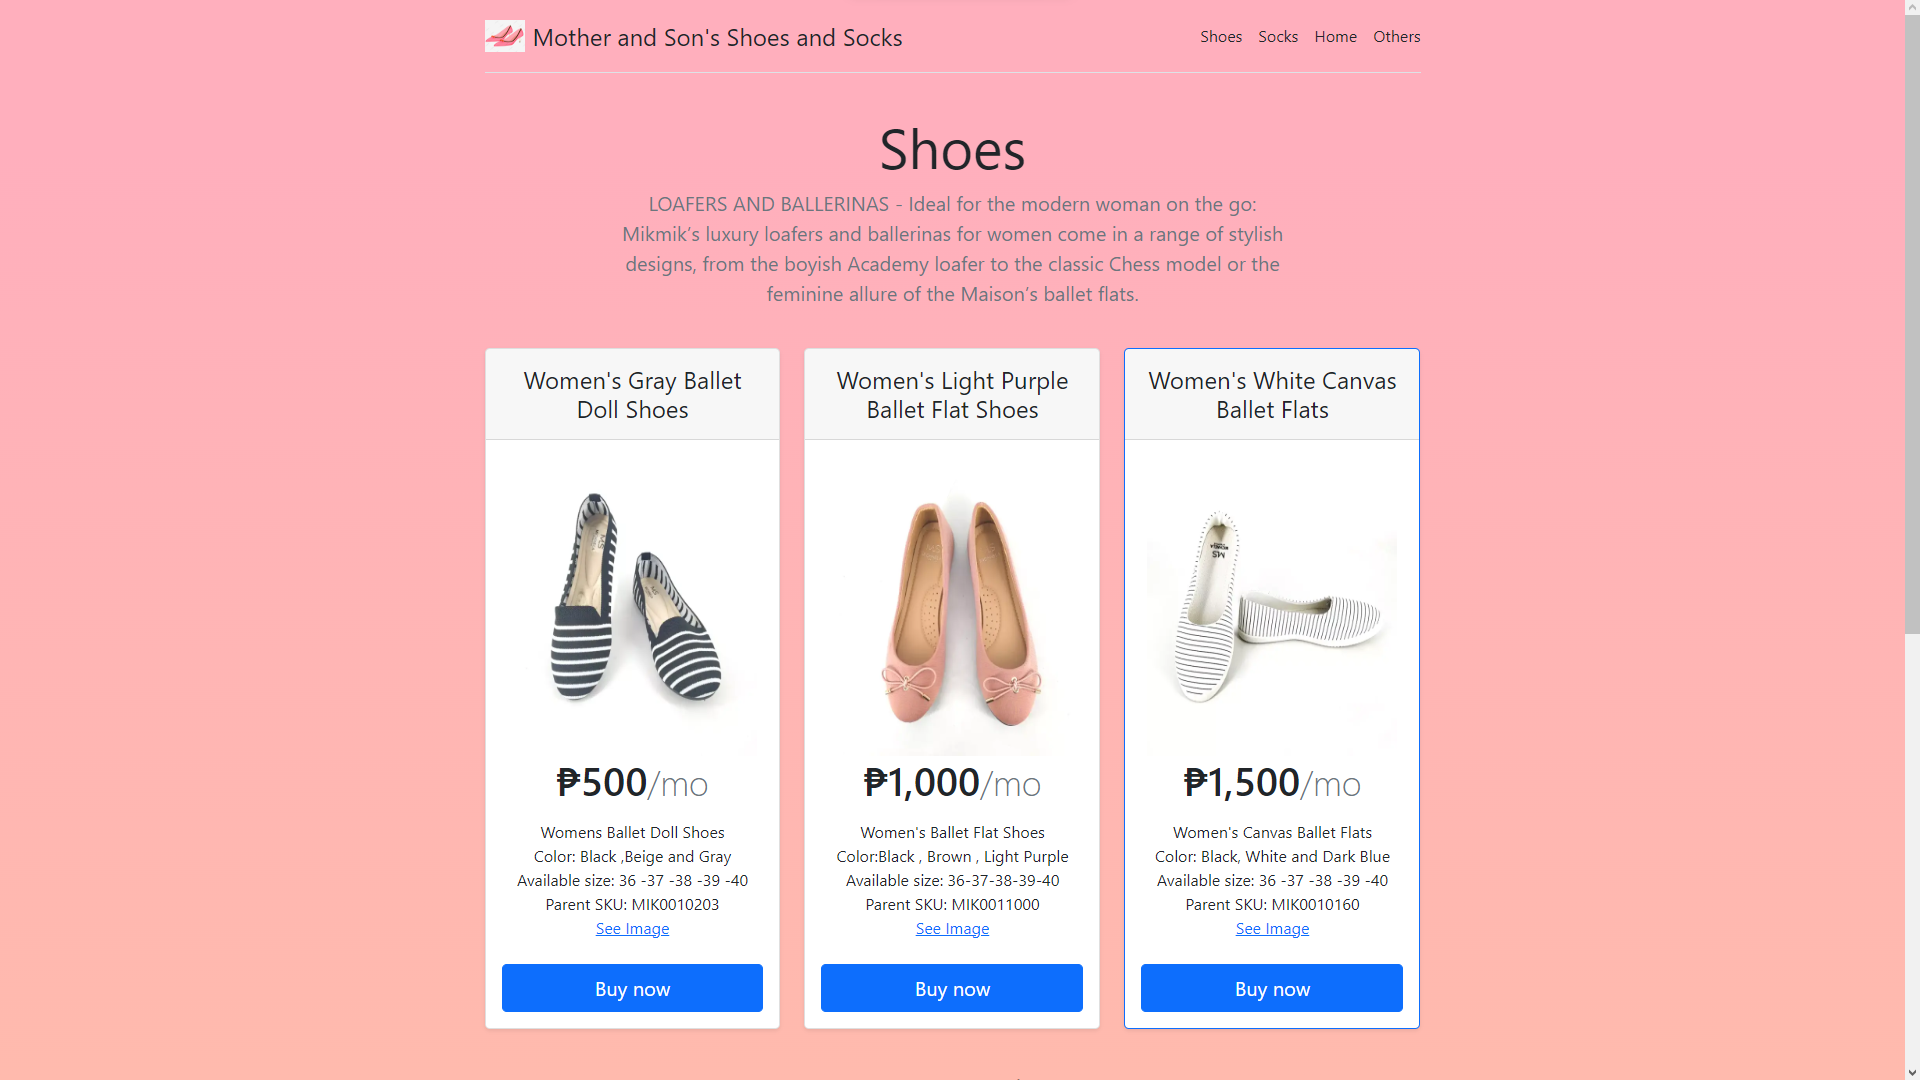 Mother and Son's Shoes and Socks
Shoes Socks Home Others
Shoes
LOAFERS AND BALLERINAS - Ideal for the modern woman on the go:
Mikmik’s luxury loafers and ballerinas for women come in a range of stylish
designs, from the boyish Academy loafer to the classic Chess model or the
feminine allure of the Maison’s ballet flats.
Women's Gray Ballet
Doll Shoes
₱500/mo
Womens Ballet Doll Shoes
Color: Black ,Beige and Gray
Available size: 36 -37 -38 -39 -40
Parent SKU: MIK0010203
See Image
Buy now
Women's Light Purple
Ballet Flat Shoes
₱1,000/mo
Women's Ballet Flat Shoes
Color:Black , Brown , Light Purple
Available size: 36-37-38-39-40
Parent SKU: MIK0011000
See Image
Buy now
Women's White Canvas
Ballet Flats
MS
₱1,500/mo
Women's Canvas Ballet Flats
Color: Black, White and Dark Blue
Available size: 36 -37 -38 -39 -40
Parent SKU: MIK0010160
See Image
Buy now